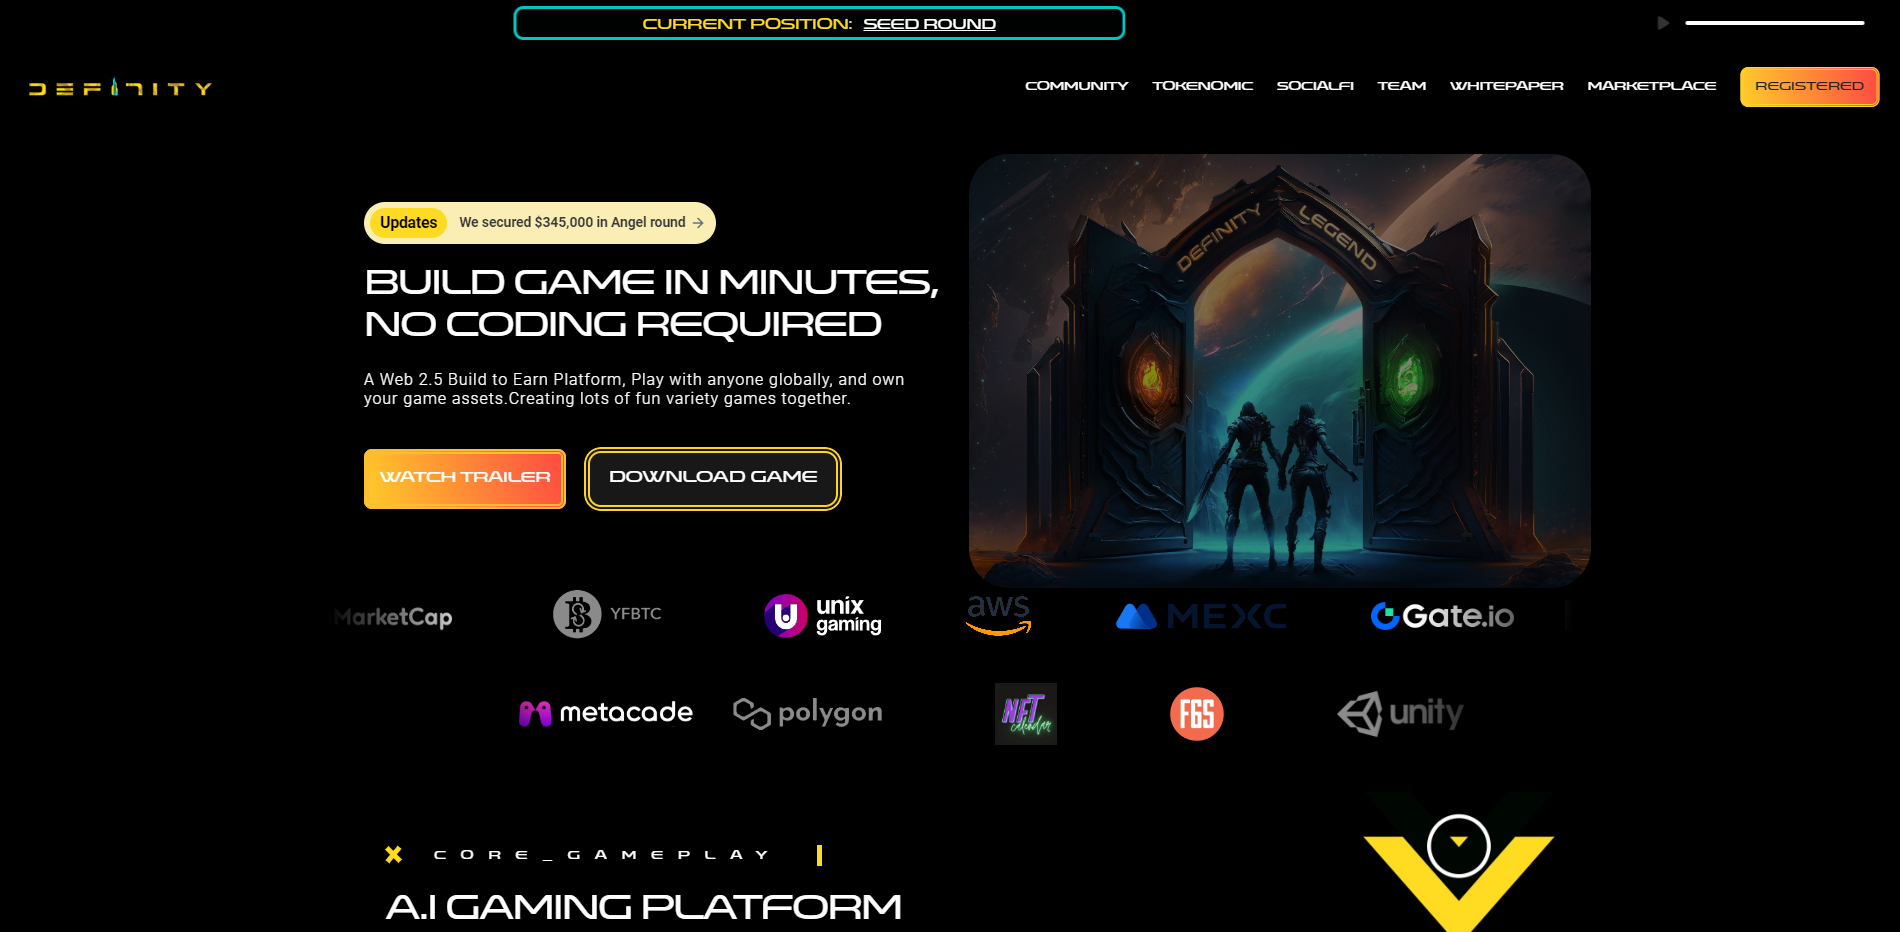 CURRENT POSITION: SEED ROUND
DEFINITY
COMMUNITY TOKENOMIC SOCIALFI TEAM WHITEPAPER MARKETPLACE REGISTERED
DEFINITY LEGEND
Updates We secured $345,000 in Angel round →
BUILD GAME IN MINUTES,
NO CODING REQUIRED
A Web 2.5 Build to Earn Platform, Play with anyone globally, and own
your game assets.Creating lots of fun variety games together.
WATCH TRAILER DOWNLOAD GAME
MarketCap YFBTC unix gaming aws MEXC Gate.io
metacade polygon NFT calendar F6S unity
CORE_GAMEPLAY
A.I GAMING PLATFORM